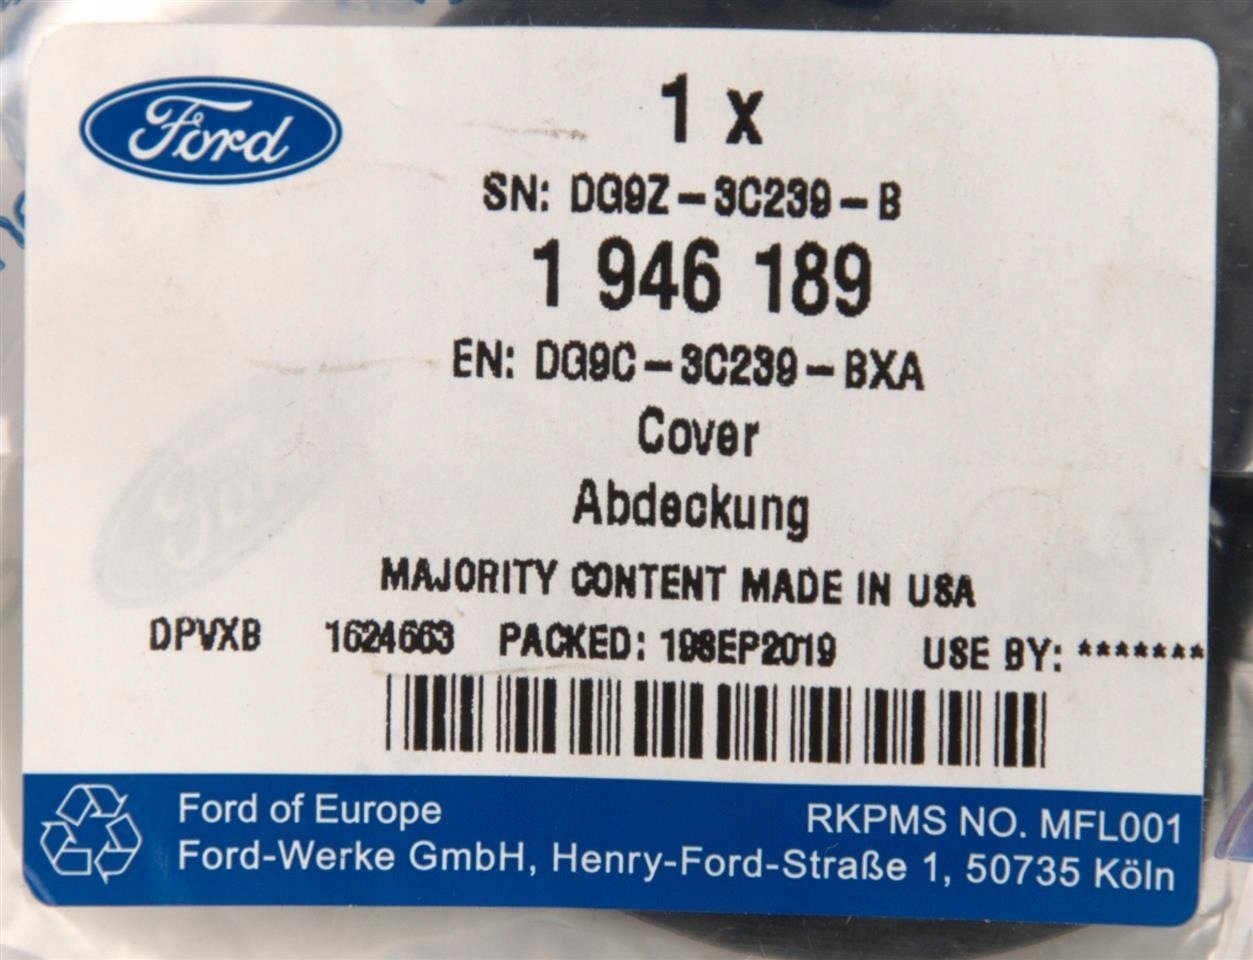 Ford
1 x
SN: DG9Z-3C239-B
1 946 189
EN: DG9C-3C239-BXA
Cover
Abdeckung
MAJORITY CONTENT MADE IN USA
DPVXB 1624663 PACKED: 19SEP2019 USE BY: *******
Ford of Europe
RKPMS NO. MFL001
Ford-Werke GmbH, Henry-Ford-Straße 1, 50735 Köln